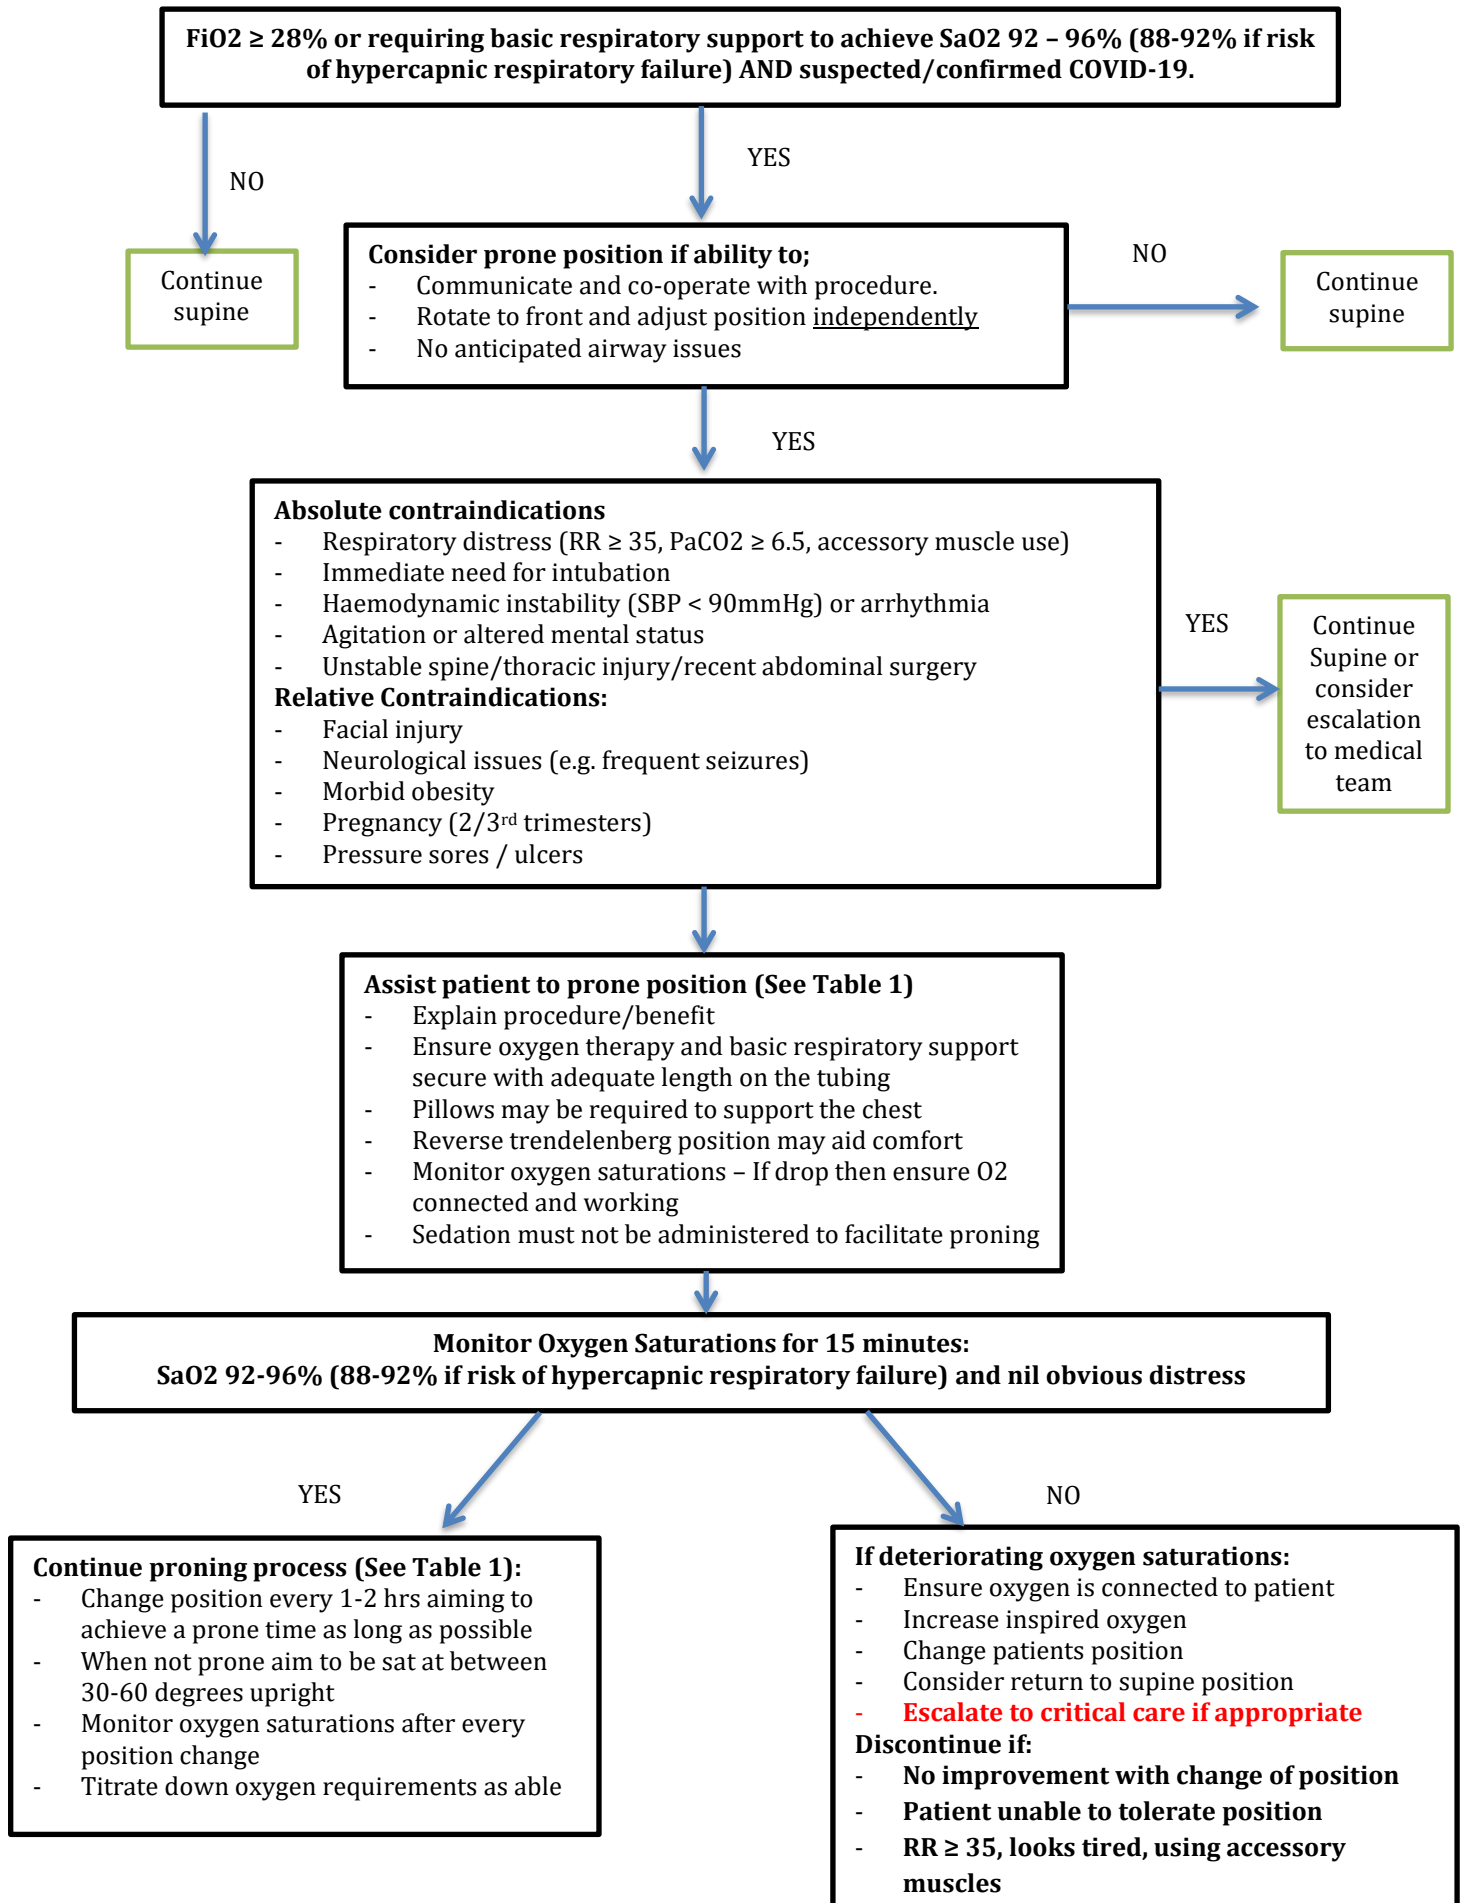 FiO2 ≥ 28% or requiring basic respiratory support to achieve SaO2 92 – 96% (88-92% if risk
of hypercapnic respiratory failure) AND suspected/confirmed COVID-19.
YES
NO
Continue
supine
Consider prone position if ability to;
- Communicate and co-operate with procedure.
- Rotate to front and adjust position independently
- No anticipated airway issues
NO
Continue
supine
YES
Absolute contraindications
- Respiratory distress (RR ≥ 35, PaCO2 ≥ 6.5, accessory muscle use)
- Immediate need for intubation
- Haemodynamic instability (SBP < 90mmHg) or arrhythmia
- Agitation or altered mental status
- Unstable spine/thoracic injury/recent abdominal surgery
Relative Contraindications:
- Facial injury
- Neurological issues (e.g. frequent seizures)
- Morbid obesity
- Pregnancy (2/3rd trimesters)
- Pressure sores / ulcers
YES
Continue
Supine or
consider
escalation
to medical
team
Assist patient to prone position (See Table 1)
- Explain procedure/benefit
- Ensure oxygen therapy and basic respiratory support
secure with adequate length on the tubing
- Pillows may be required to support the chest
- Reverse trendelenberg position may aid comfort
- Monitor oxygen saturations – If drop then ensure O2
connected and working
- Sedation must not be administered to facilitate proning
Monitor Oxygen Saturations for 15 minutes:
SaO2 92-96% (88-92% if risk of hypercapnic respiratory failure) and nil obvious distress
YES
NO
Continue proning process (See Table 1):
- Change position every 1-2 hrs aiming to
achieve a prone time as long as possible
- When not prone aim to be sat at between
30-60 degrees upright
- Monitor oxygen saturations after every
position change
- Titrate down oxygen requirements as able
If deteriorating oxygen saturations:
- Ensure oxygen is connected to patient
- Increase inspired oxygen
- Change patients position
- Consider return to supine position
- Escalate to critical care if appropriate
Discontinue if:
- No improvement with change of position
- Patient unable to tolerate position
- RR ≥ 35, looks tired, using accessory
muscles